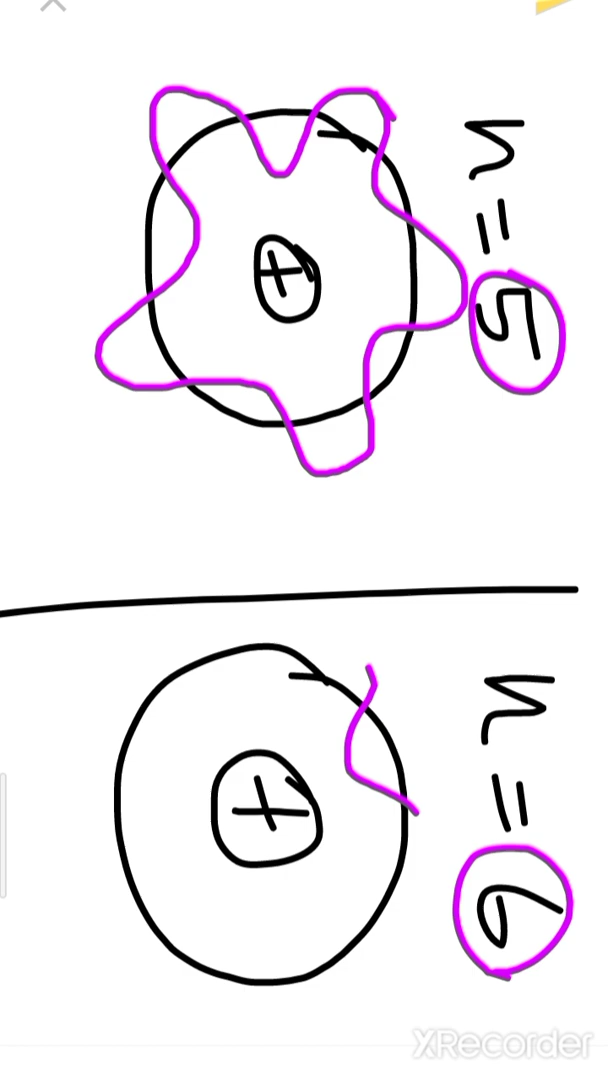 n = 5
+
n = 6
+
XRecorder